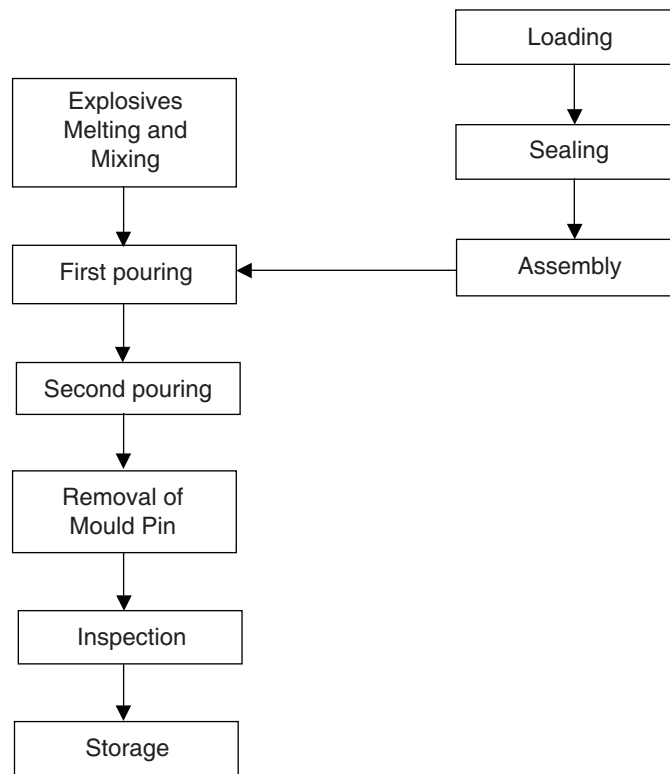 Loading
Explosives
Melting and
Mixing
Sealing
First pouring
Assembly
Second pouring
Removal of
Mould Pin
Inspection
Storage